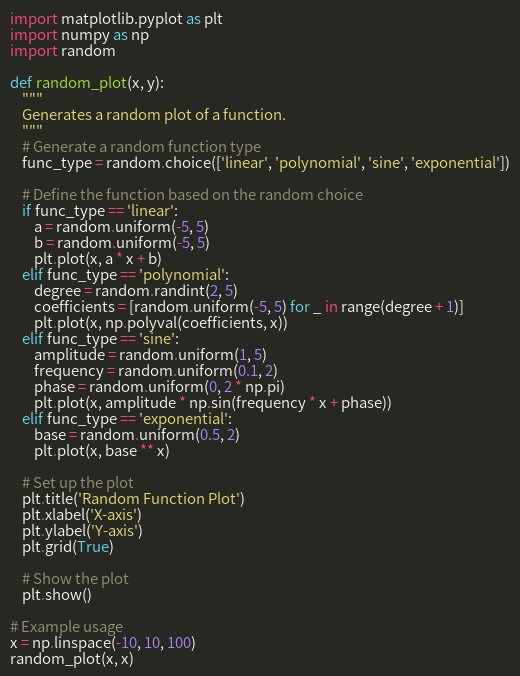 import matplotlib.pyplot as plt
import numpy as np
import random

def random_plot(x, y):
    """
    Generates a random plot of a function.
    """
    # Generate a random function type
    func_type = random.choice(['linear', 'polynomial', 'sine', 'exponential'])

    # Define the function based on the random choice
    if func_type == 'linear':
        a = random.uniform(-5, 5)
        b = random.uniform(-5, 5)
        plt.plot(x, a * x + b)
    elif func_type == 'polynomial':
        degree = random.randint(2, 5)
        coefficients = [random.uniform(-5, 5) for _ in range(degree + 1)]
        plt.plot(x, np.polyval(coefficients, x))
    elif func_type == 'sine':
        amplitude = random.uniform(1, 5)
        frequency = random.uniform(0.1, 2)
        phase = random.uniform(0, 2 * np.pi)
        plt.plot(x, amplitude * np.sin(frequency * x + phase))
    elif func_type == 'exponential':
        base = random.uniform(0.5, 2)
        plt.plot(x, base ** x)

    # Set up the plot
    plt.title('Random Function Plot')
    plt.xlabel('X-axis')
    plt.ylabel('Y-axis')
    plt.grid(True)

    # Show the plot
    plt.show()

# Example usage
x = np.linspace(-10, 10, 100)
random_plot(x, x)